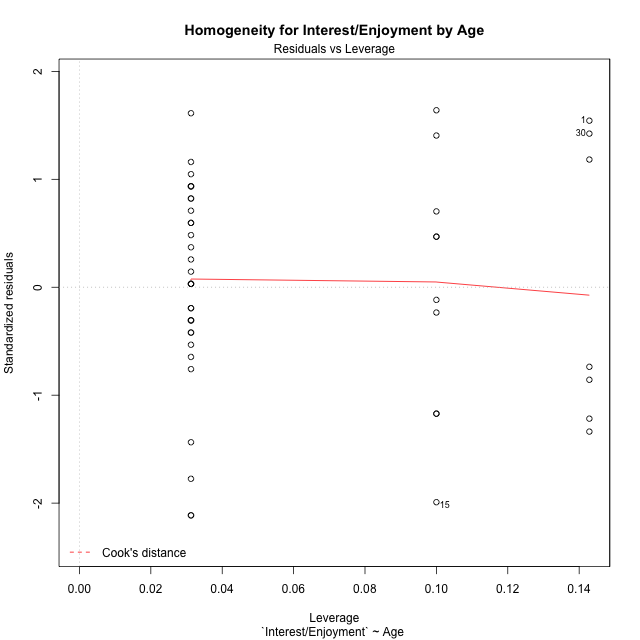 Homogeneity for Interest/Enjoyment by Age
Residuals vs Leverage
Standardized residuals
2
1
0
-1
-2
1
30
15
Cook's distance
0.00 0.02 0.04 0.06 0.08 0.10 0.12 0.14
Leverage
`Interest/Enjoyment` ~ Age